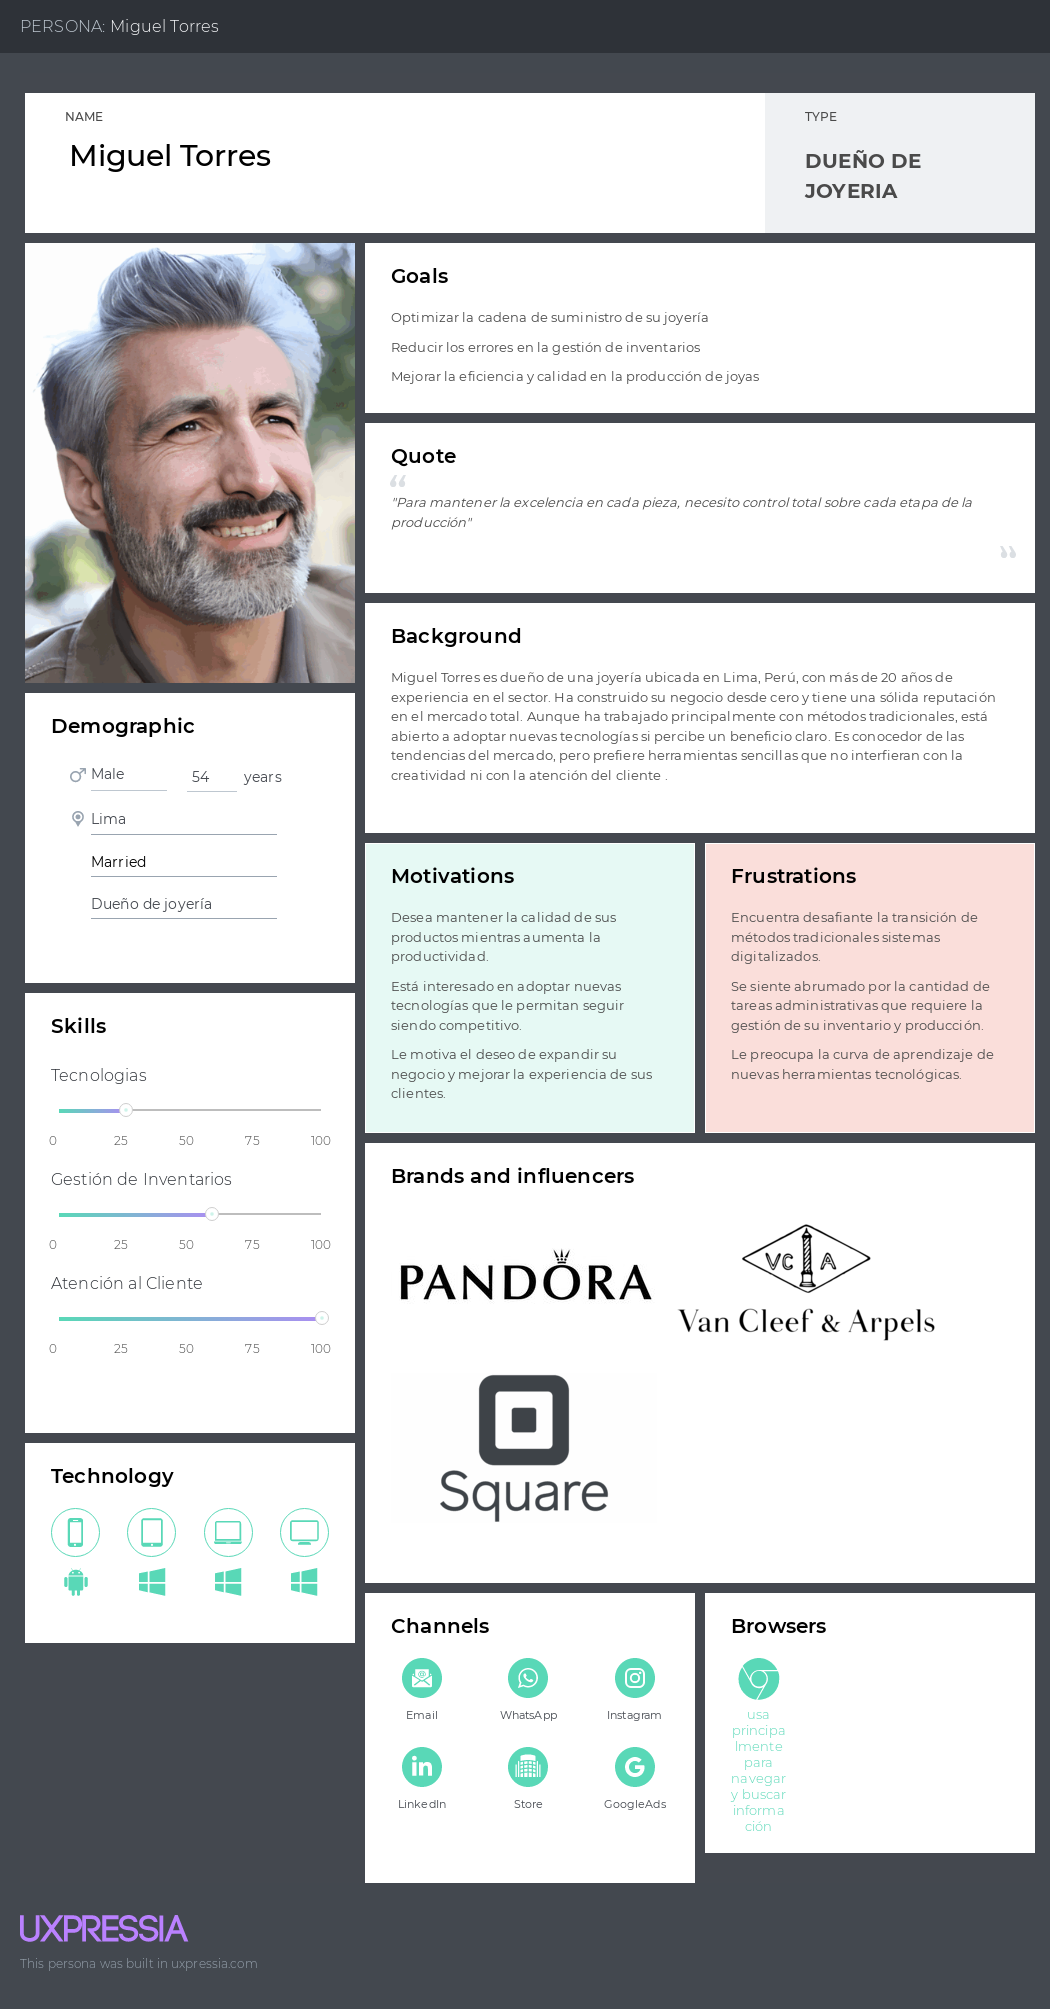 PERSONA: Miguel Torres
NAME
Miguel Torres
TYPE
DUEÑO DE
JOYERIA
Goals
Optimizar la cadena de suministro de su joyería
Reducir los errores en la gestión de inventarios
Mejorar la eficiencia y calidad en la producción de joyas
Quote
“
"Para mantener la excelencia en cada pieza, necesito control total sobre cada etapa de la
producción"
”
Background
Miguel Torres es dueño de una joyería ubicada en Lima, Perú, con más de 20 años de
experiencia en el sector. Ha construido su negocio desde cero y tiene una sólida reputación
en el mercado total. Aunque ha trabajado principalmente con métodos tradicionales, está
abierto a adoptar nuevas tecnologías si percibe un beneficio claro. Es conocedor de las
tendencias del mercado, pero prefiere herramientas sencillas que no interfieran con la
creatividad ni con la atención del cliente .
Demographic
Male 54 years
Lima
Married
Dueño de joyería
Motivations
Desea mantener la calidad de sus
productos mientras aumenta la
productividad.
Está interesado en adoptar nuevas
tecnologías que le permitan seguir
siendo competitivo.
Le motiva el deseo de expandir su
negocio y mejorar la experiencia de sus
clientes.
Frustrations
Encuentra desafiante la transición de
métodos tradicionales sistemas
digitalizados.
Se siente abrumado por la cantidad de
tareas administrativas que requiere la
gestión de su inventario y producción.
Le preocupa la curva de aprendizaje de
nuevas herramientas tecnológicas.
Skills
Tecnologias
0 25 50 75 100
Gestión de Inventarios
0 25 50 75 100
Atención al Cliente
0 25 50 75 100
Brands and influencers
PANDORA
VC A
Van Cleef & Arpels
Square
Technology
Channels
Email WhatsApp Instagram
LinkedIn Store GoogleAds
Browsers
usa
principa
lmente
para
navegar
y buscar
informa
ción
UXPRESSIA
This persona was built in uxpressia.com